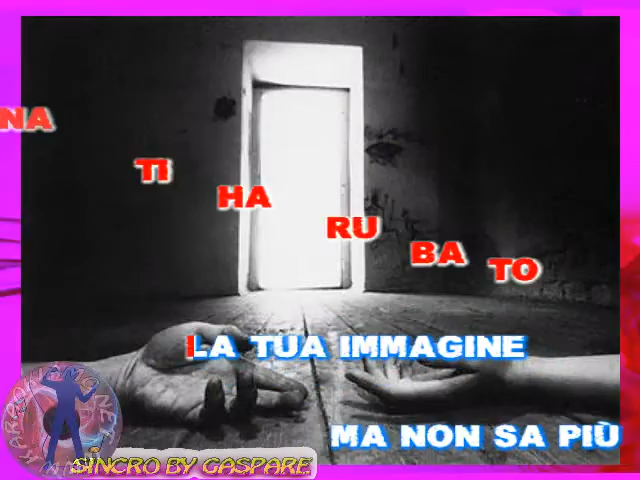 NA TI HA RU BA TO
LA TUA IMMAGINE
MA NON SA PIÙ
SINCRO BY GASPARE